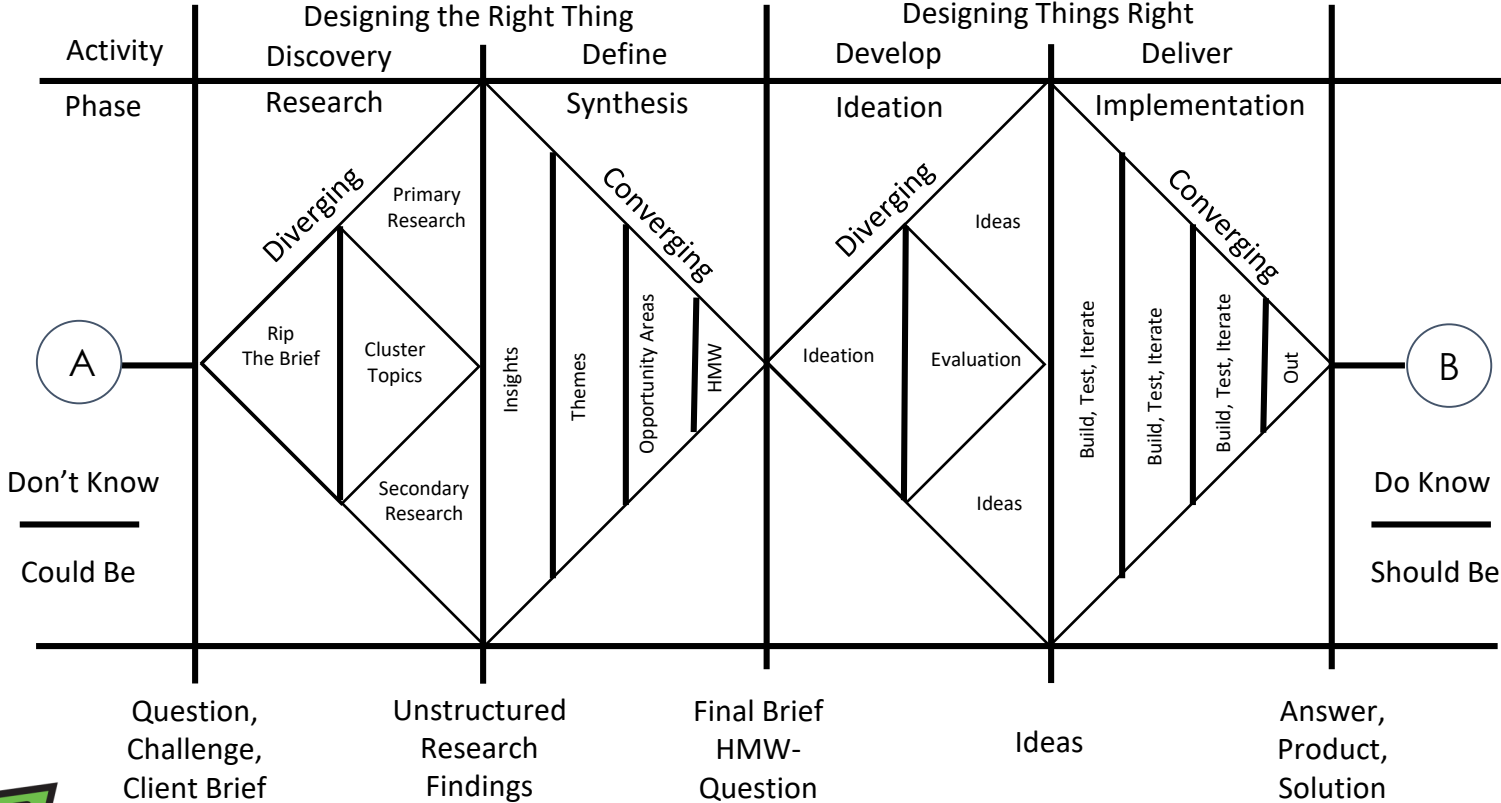 Designing the Right Thing
Designing Things Right
Activity
Discovery
Define
Develop
Deliver
Phase
Research
Synthesis
Ideation
Implementation
Diverging
Primary
Research
Rip
The Brief
Cluster
Topics
Secondary
Research
Converging
Insights
Themes
Opportunity Areas
HMW
Diverging
Ideas
Ideation
Evaluation
Ideas
Converging
Build, Test, Iterate
Build, Test, Iterate
Build, Test, Iterate
Out
A
B
Don't Know
Could Be
Do Know
Should Be
Question,
Challenge,
Client Brief
Unstructured
Research
Findings
Final Brief
HMW-
Question
Ideas
Answer,
Product,
Solution